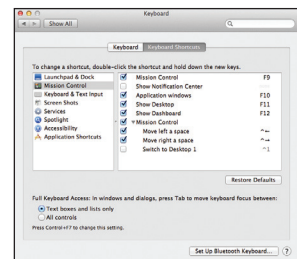 Keyboard
Show All
Keyboard Keyboard Shortcuts
To change a shortcut, double-click the shortcut and hold down the new keys.
Launchpad & Dock
Mission Control
Keyboard & Text Input
Screen Shots
Services
Spotlight
Accessibility
Application Shortcuts
Mission Control F9
Show Notification Center
Application windows F10
Show Desktop F11
Show Dashboard F12
Mission Control
Move left a space ^←
Move right a space ^→
Switch to Desktop 1 ^1
Restore Defaults
Full Keyboard Access: In windows and dialogs, press Tab to move keyboard focus between:
Text boxes and lists only
All controls
Press Control+F7 to change this setting.
Set Up Bluetooth Keyboard... ?